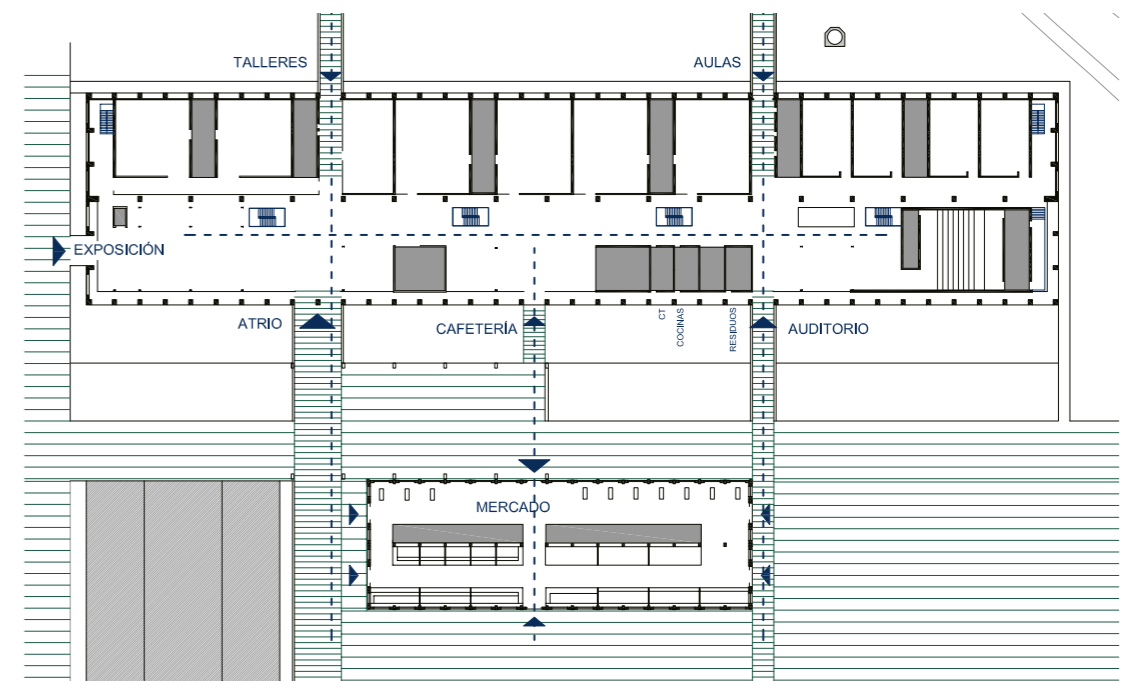 TALLERES
AULAS
EXPOSICIÓN
ATRIO
CAFETERÍA
CT
COCINAS
RESIDUOS
AUDITORIO
MERCADO